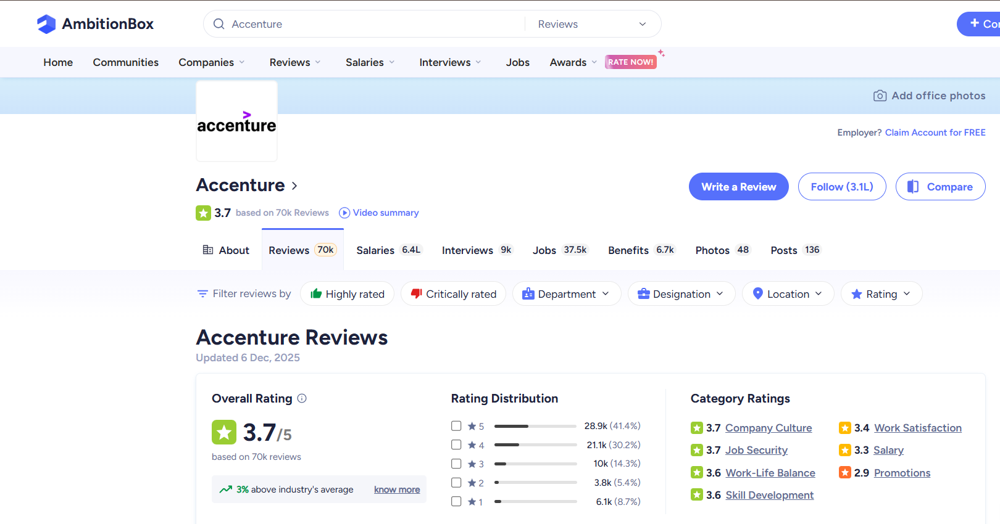 AmbitionBox
Accenture
Reviews
+ Co
Home
Communities
Companies
Reviews
Salaries
Interviews
Jobs
Awards
RATE NOW!
Add office photos
accenture
Employer? Claim Account for FREE
Accenture
Write a Review
Follow (3.1L)
Compare
3.7 based on 70k Reviews
Video summary
About
Reviews 70k
Salaries 6.4L
Interviews 9k
Jobs 37.5k
Benefits 6.7k
Photos 48
Posts 136
Filter reviews by
Highly rated
Critically rated
Department
Designation
Location
Rating
Accenture Reviews
Updated 6 Dec, 2025
Overall Rating
3.7/5
based on 70k reviews
3% above industry's average
know more
Rating Distribution
5 28.9k (41.4%)
4 21.1k (30.2%)
3 10k (14.3%)
2 3.8k (5.4%)
1 6.1k (8.7%)
Category Ratings
3.7 Company Culture
3.4 Work Satisfaction
3.7 Job Security
3.3 Salary
3.6 Work-Life Balance
2.9 Promotions
3.6 Skill Development